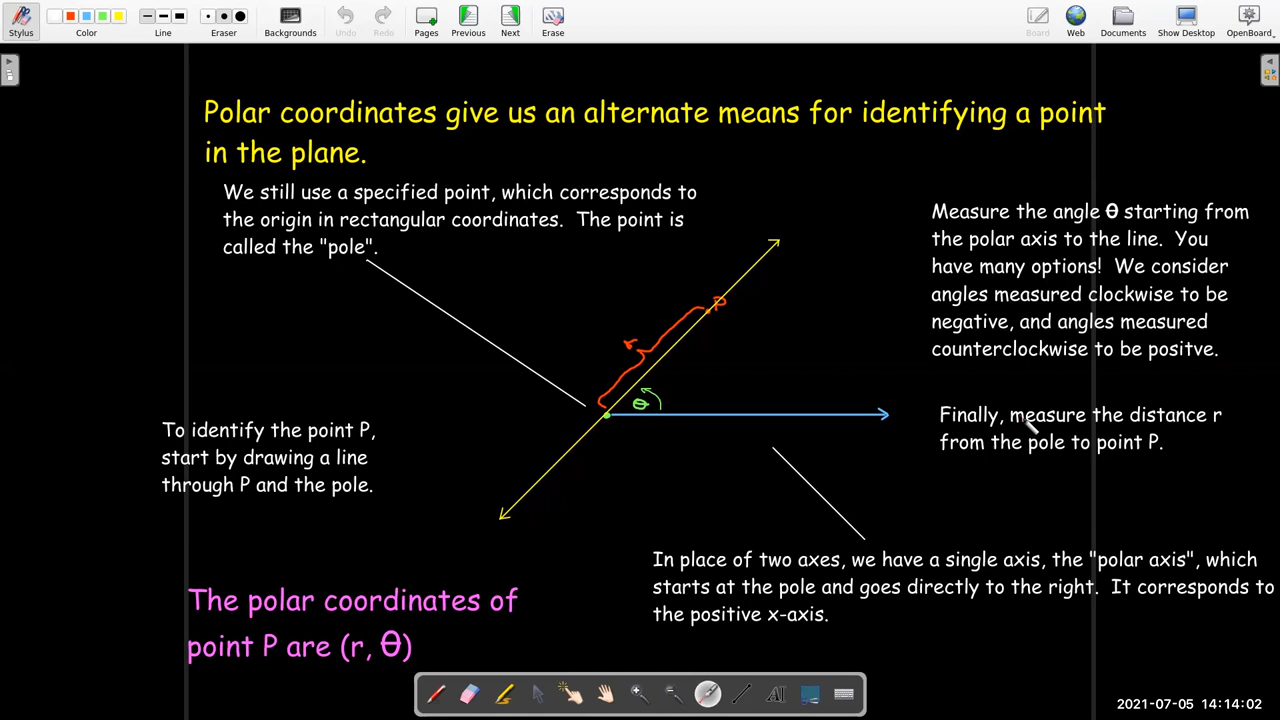 Stylus
Color
Line
Eraser
Backgrounds
Undo
Redo
Pages
Previous
Next
Erase
Board
Web
Documents
Show Desktop
OpenBoard
Polar coordinates give us an alternate means for identifying a point
in the plane.
We still use a specified point, which corresponds to
the origin in rectangular coordinates. The point is
called the "pole".
Measure the angle θ starting from
the polar axis to the line. You
have many options! We consider
angles measured clockwise to be
negative, and angles measured
counterclockwise to be positve.
P
r
θ
To identify the point P,
start by drawing a line
through P and the pole.
Finally, measure the distance r
from the pole to point P.
In place of two axes, we have a single axis, the "polar axis", which
starts at the pole and goes directly to the right. It corresponds to
the positive x-axis.
The polar coordinates of
point P are (r, θ)
AI
2021-07-05 14:14:02